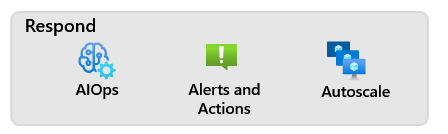 Respond
AIOps
Alerts and
Actions
Autoscale